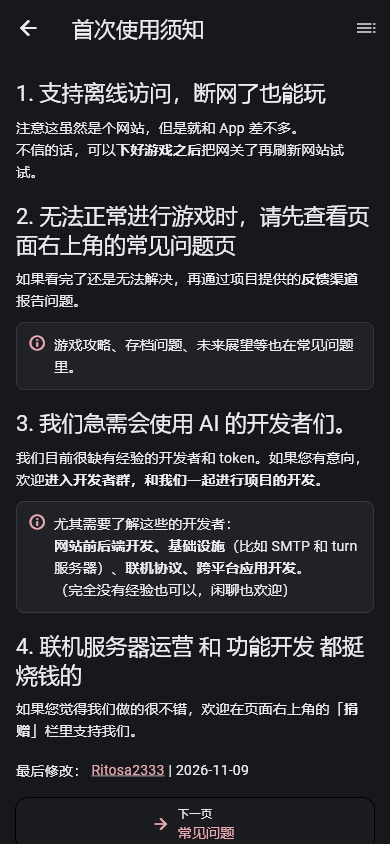 首次使用须知
1. 支持离线访问，断网了也能玩
注意这虽然是个网站，但是就和 App 差不多。
不信的话，可以下好游戏之后把网关了再刷新网站试
试。
2. 无法正常进行游戏时，请先查看页
面右上角的常见问题页
如果看完了还是无法解决，再通过项目提供的反馈渠道
报告问题。
游戏攻略、存档问题、未来展望等也在常见问题
里。
3. 我们急需会使用 AI 的开发者们。
我们目前很缺有经验的开发者和 token。如果您有意向，
欢迎进入开发者群，和我们一起进行项目的开发。
尤其需要了解这些的开发者：
网站前后端开发、基础设施（比如 SMTP 和 turn
服务器）、联机协议、跨平台应用开发。
（完全没有经验也可以，闲聊也欢迎）
4. 联机服务器运营 和 功能开发 都挺
烧钱的
如果您觉得我们做的很不错，欢迎在页面右上角的「捐
赠」栏里支持我们。
最后修改： Ritosa2333 | 2026-11-09
下一页
常见问题